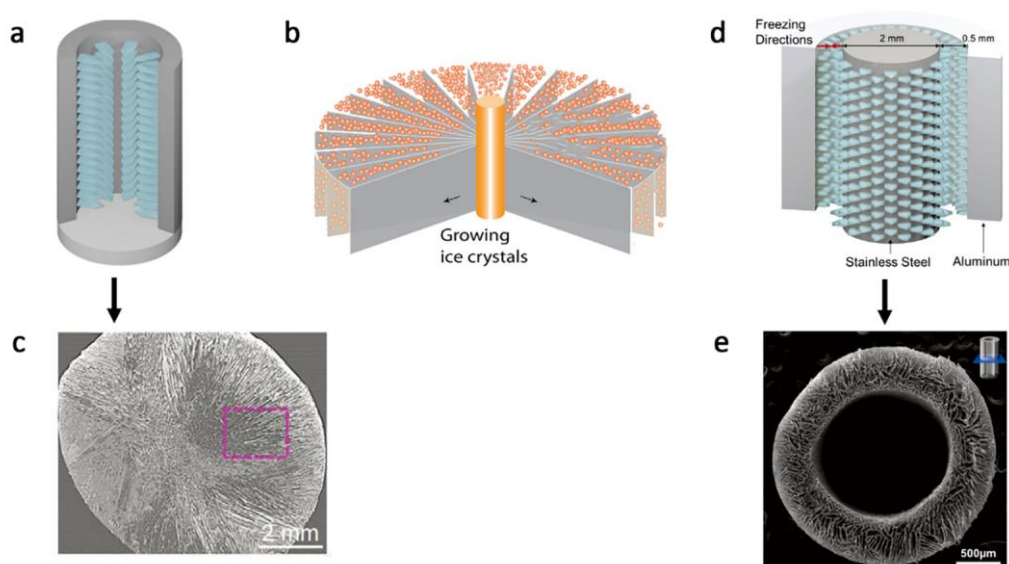 a
b
d
Freezing
Directions
2 mm
0.5 mm
Growing
ice crystals
Stainless Steel
Aluminum
c
2 mm
e
500μm